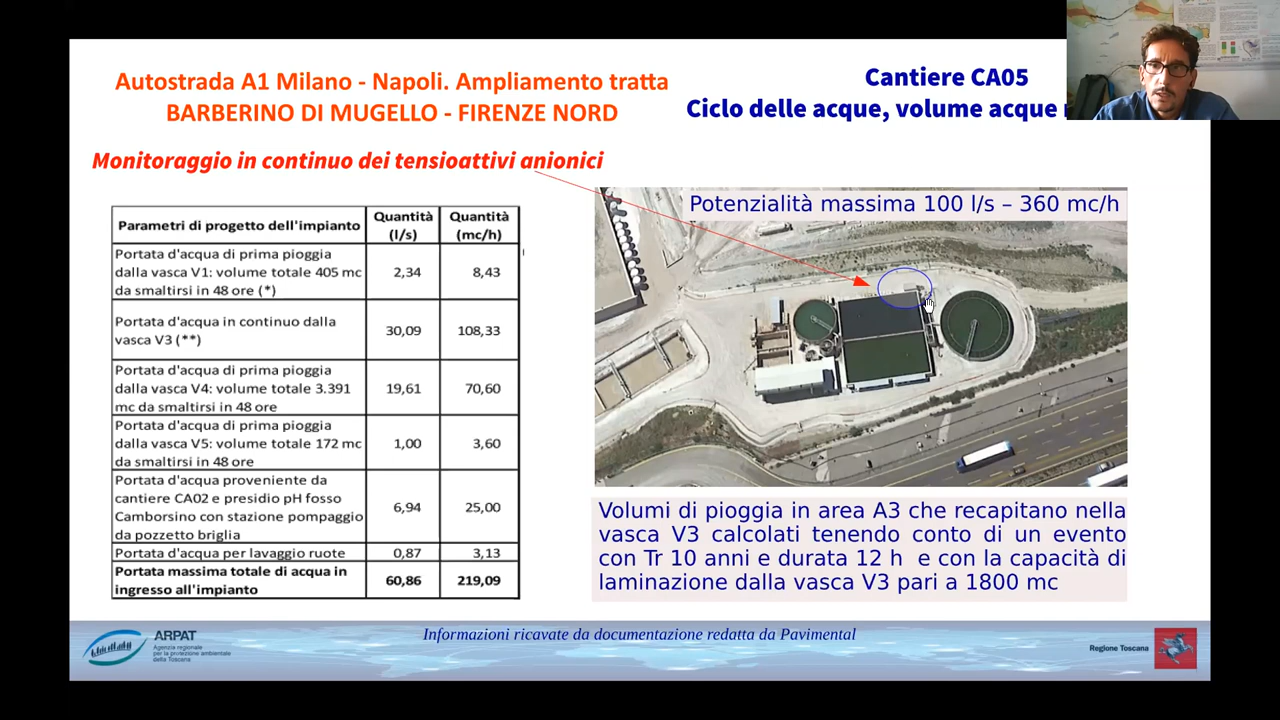 Autostrada A1 Milano - Napoli. Ampliamento tratta
BARBERINO DI MUGELLO - FIRENZE NORD
Cantiere CA05
Ciclo delle acque, volume acque
Monitoraggio in continuo dei tensioattivi anionici
Potenzialità massima 100 l/s – 360 mc/h
Parametri di progetto dell'impianto
Quantità
(l/s)
Quantità
(mc/h)
Portata d'acqua di prima pioggia
dalla vasca V1: volume totale 405 mc
da smaltirsi in 48 ore (*)
2,34
8,43
Portata d'acqua in continuo dalla
vasca V3 (**)
30,09
108,33
Portata d'acqua di prima pioggia
dalla vasca V4: volume totale 3.391
mc da smaltirsi in 48 ore
19,61
70,60
Portata d'acqua di prima pioggia
dalla vasca V5: volume totale 172 mc
da smaltirsi in 48 ore
1,00
3,60
Portata d'acqua proveniente da
cantiere CA02 e presidio pH fosso
Camborsino con stazione pompaggio
da pozzetto briglia
6,94
25,00
Portata d'acqua per lavaggio ruote
0,87
3,13
Portata massima totale di acqua in
ingresso all'impianto
60,86
219,09
Volumi di pioggia in area A3 che recapitano nella
vasca V3 calcolati tenendo conto di un evento
con Tr 10 anni e durata 12 h e con la capacità di
laminazione dalla vasca V3 pari a 1800 mc
ARPAT
Agenzia regionale
per la protezione ambientale
della Toscana
Informazioni ricavate da documentazione redatta da Pavimental
Regione Toscana